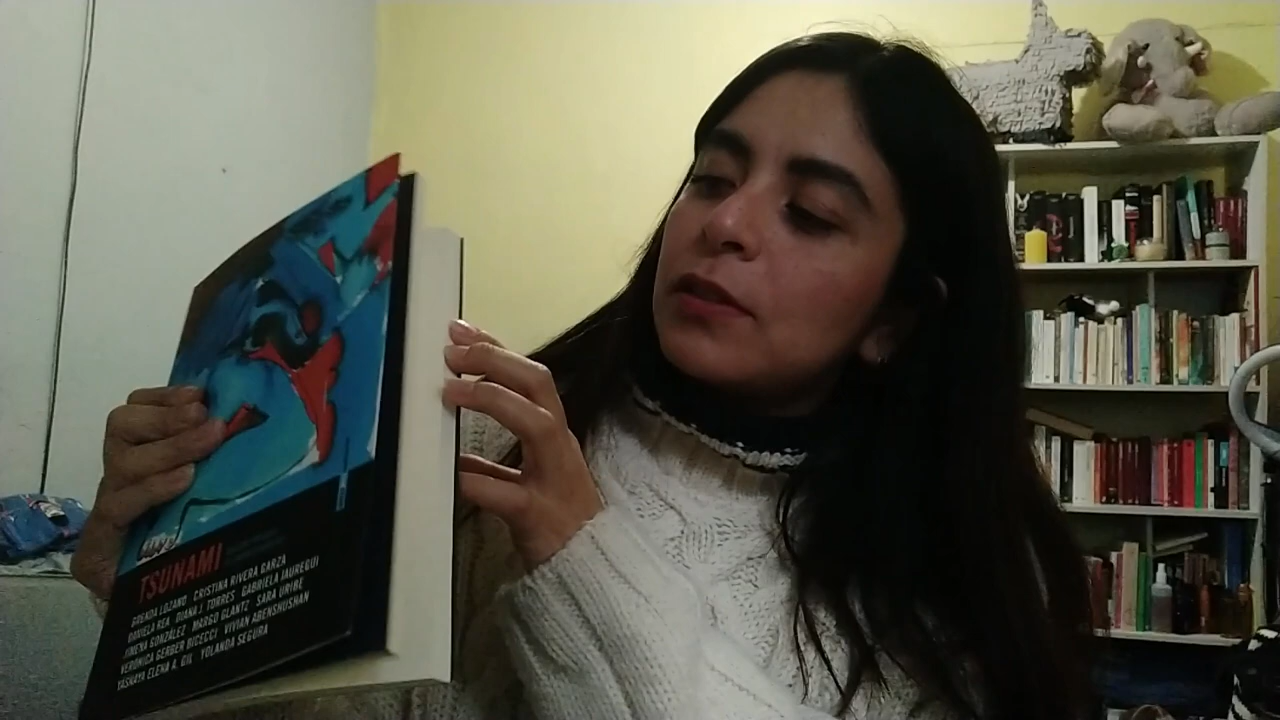 TSUNAMI
BRENDA LOZANO CRISTINA RIVERA GARZA
DANIELA REA DIANA J. TORRES GABRIELA JAUREGUI
JIMENA GONZÁLEZ MARGO GLANTZ SARA URIBE
VERÓNICA GERBER BICECCI VIVIAN ABENSHUSHAN
YÁSNAYA ELENA A. GIL YOLANDA SEGURA